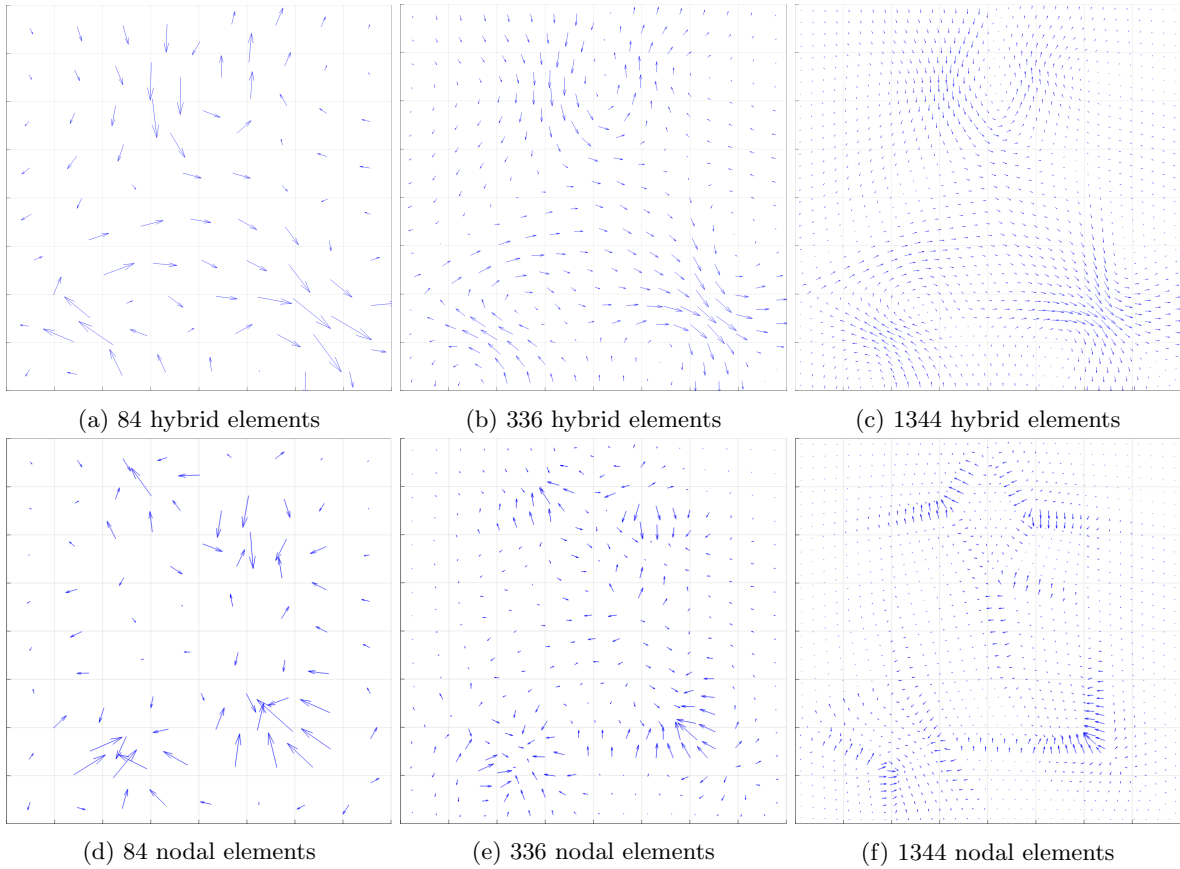 (a) 84 hybrid elements
(b) 336 hybrid elements
(c) 1344 hybrid elements
(d) 84 nodal elements
(e) 336 nodal elements
(f) 1344 nodal elements